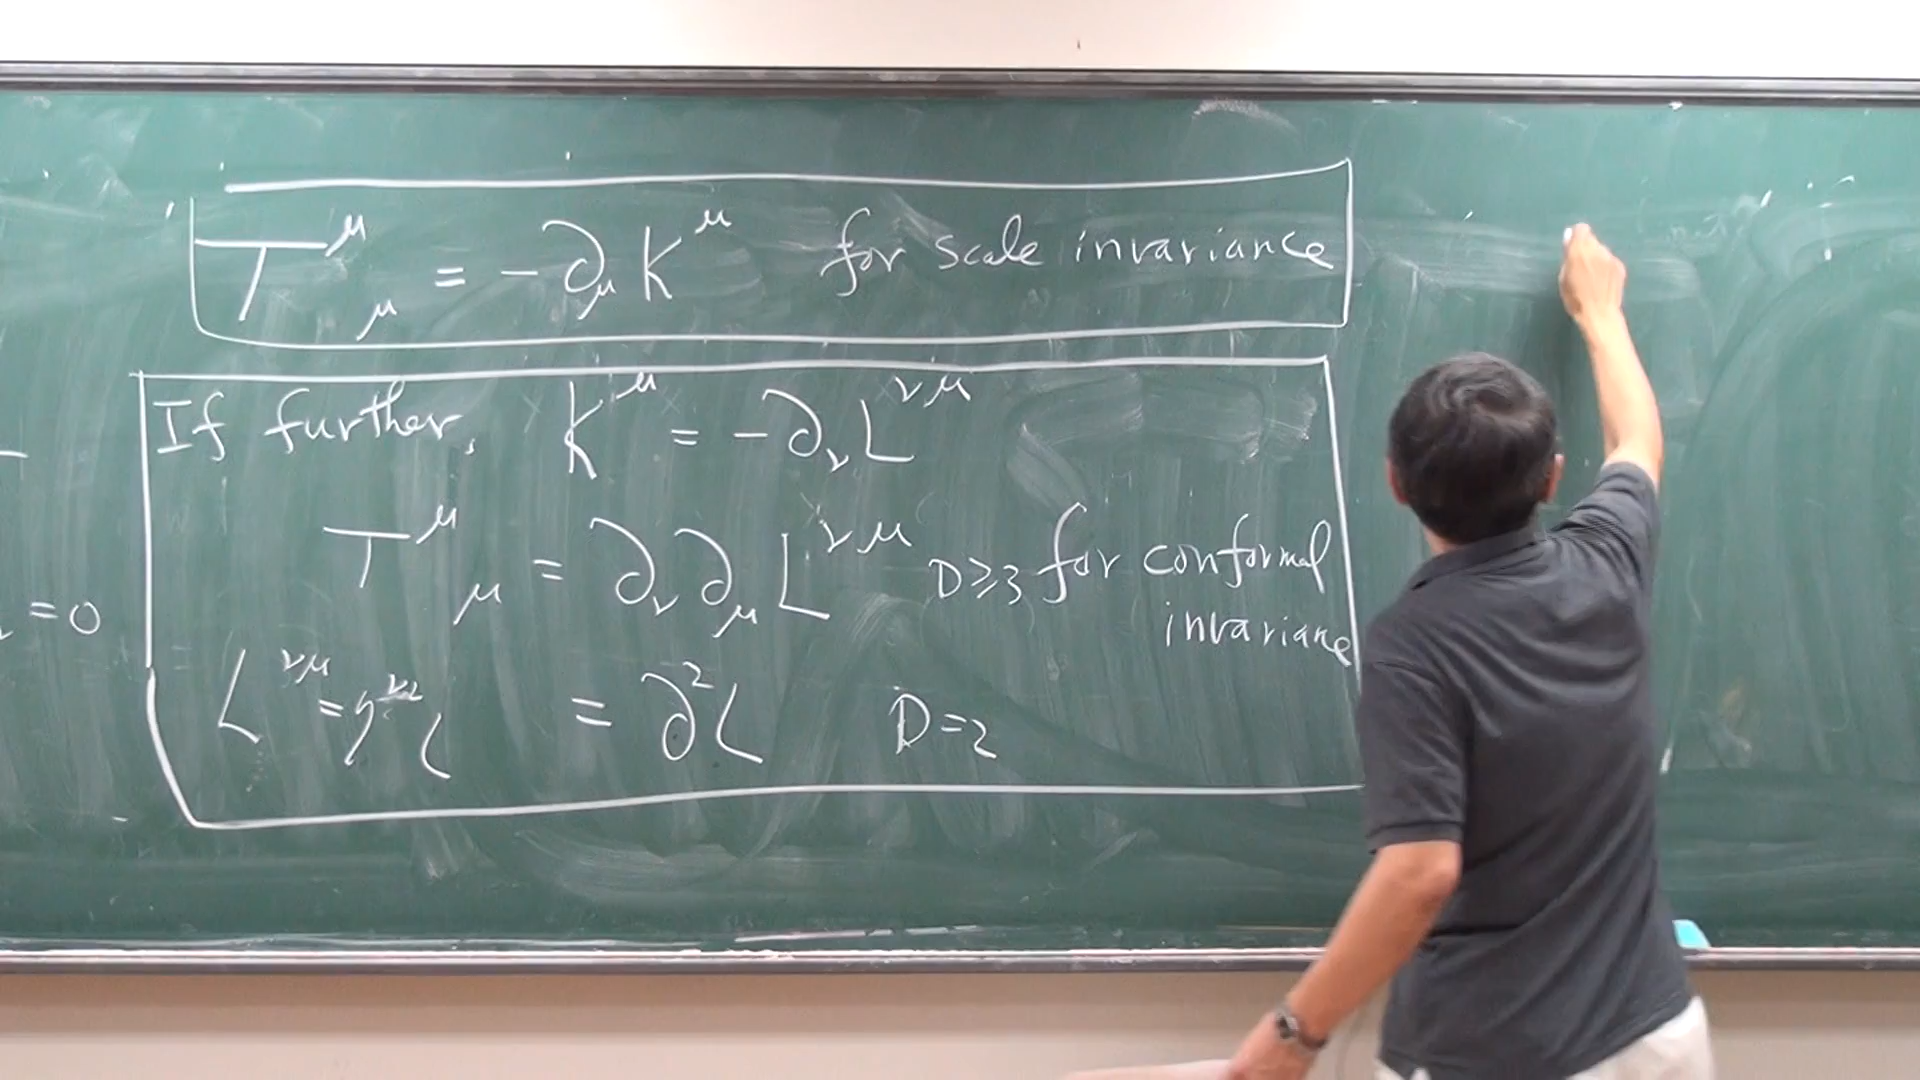 T^μ_μ = -∂_μ K^μ for scale invariance
If further, K^μ = -∂_ν L^{νμ}
T^μ_μ = ∂_ν ∂_μ L^{νμ} D≥3 for conformal
invariance
= 0
L^{νμ} = η L = ∂²L D=2